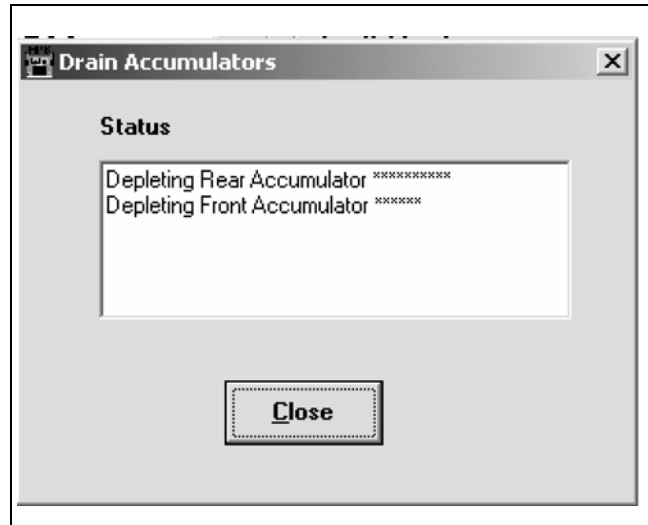 Drain Accumulators
Status
Depleting Rear Accumulator **********
Depleting Front Accumulator ******
Close